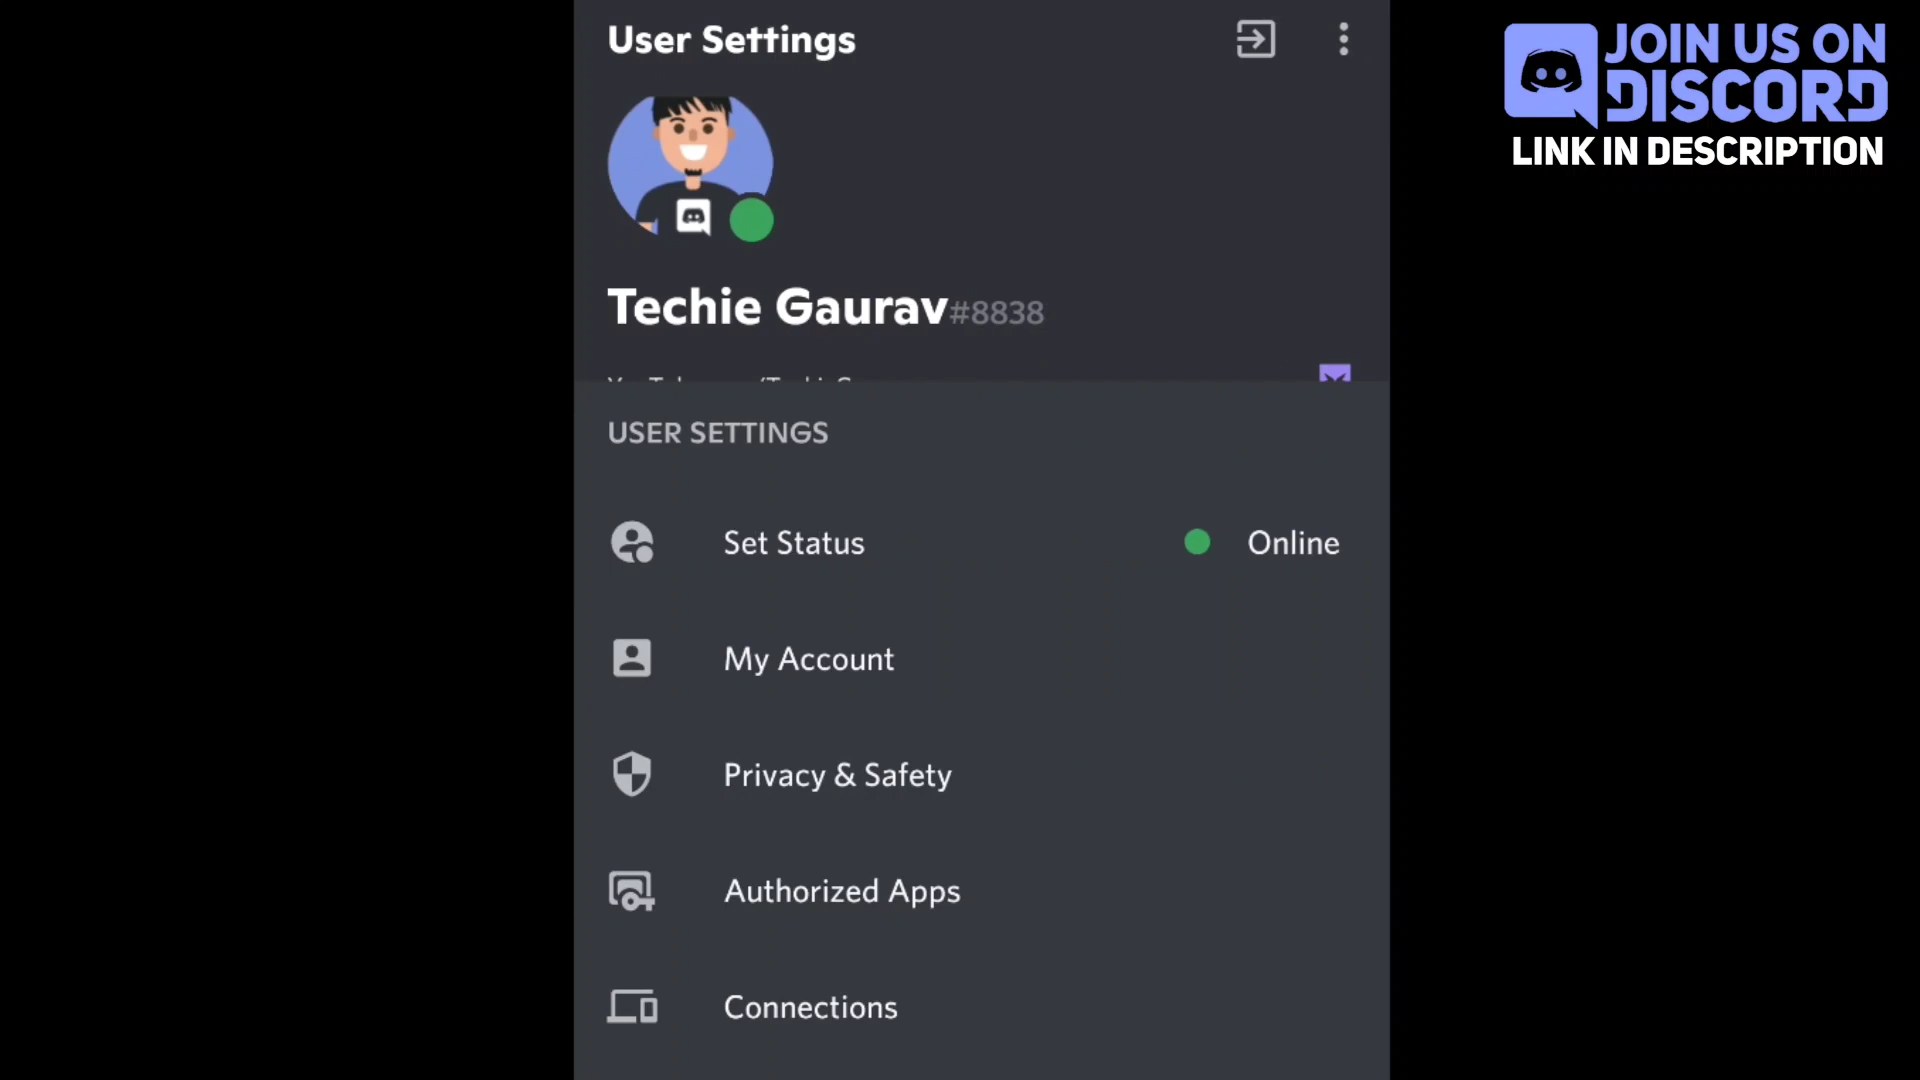 User Settings
JOIN US ON
DISCORD
LINK IN DESCRIPTION
Techie Gaurav#8838
USER SETTINGS
Set Status
Online
My Account
Privacy & Safety
Authorized Apps
Connections